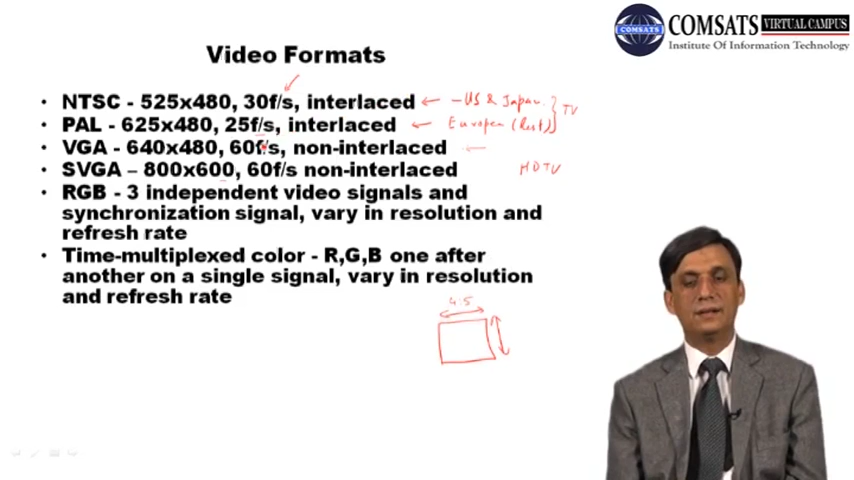 COMSATS VIRTUAL CAMPUS
COMSATS
Institute Of Information Technology
Video Formats
• NTSC - 525x480, 30f/s, interlaced ← - US & Japan
• PAL - 625x480, 25f/s, interlaced ← European (Rest) } TV
• VGA - 640x480, 60f/s, non-interlaced ←
• SVGA – 800x600, 60f/s non-interlaced HDTV
• RGB - 3 independent video signals and
synchronization signal, vary in resolution and
refresh rate
• Time-multiplexed color - R,G,B one after
another on a single signal, vary in resolution
and refresh rate
4:5